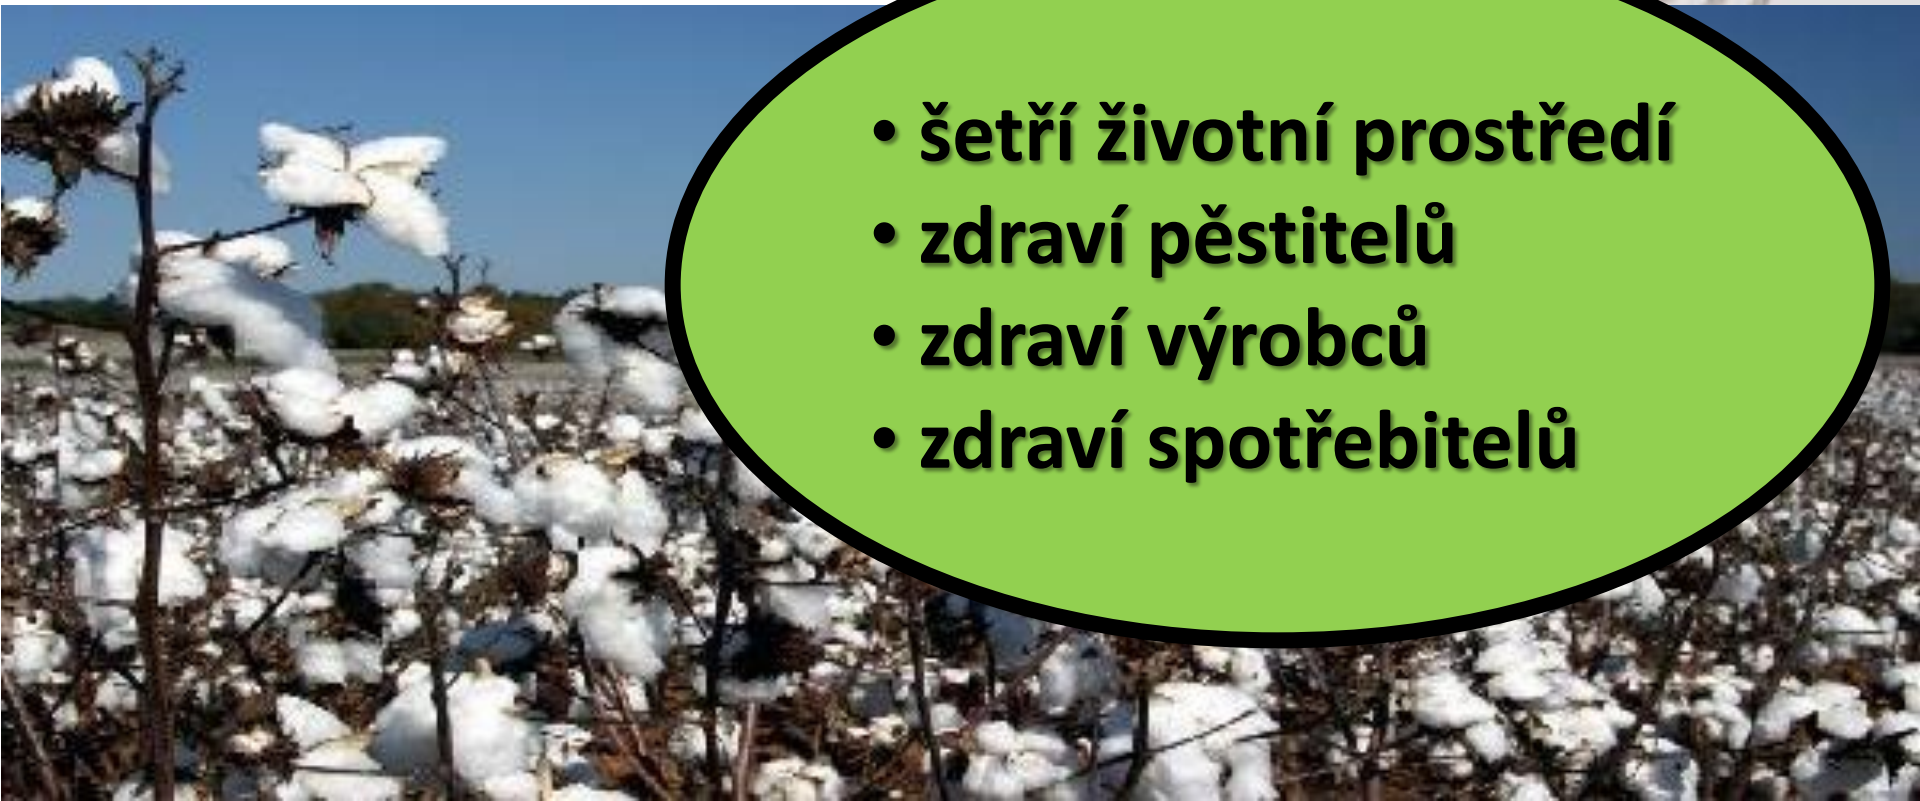 • šetří životní prostředí
• zdraví pěstitelů
• zdraví výrobců
• zdraví spotřebitelů